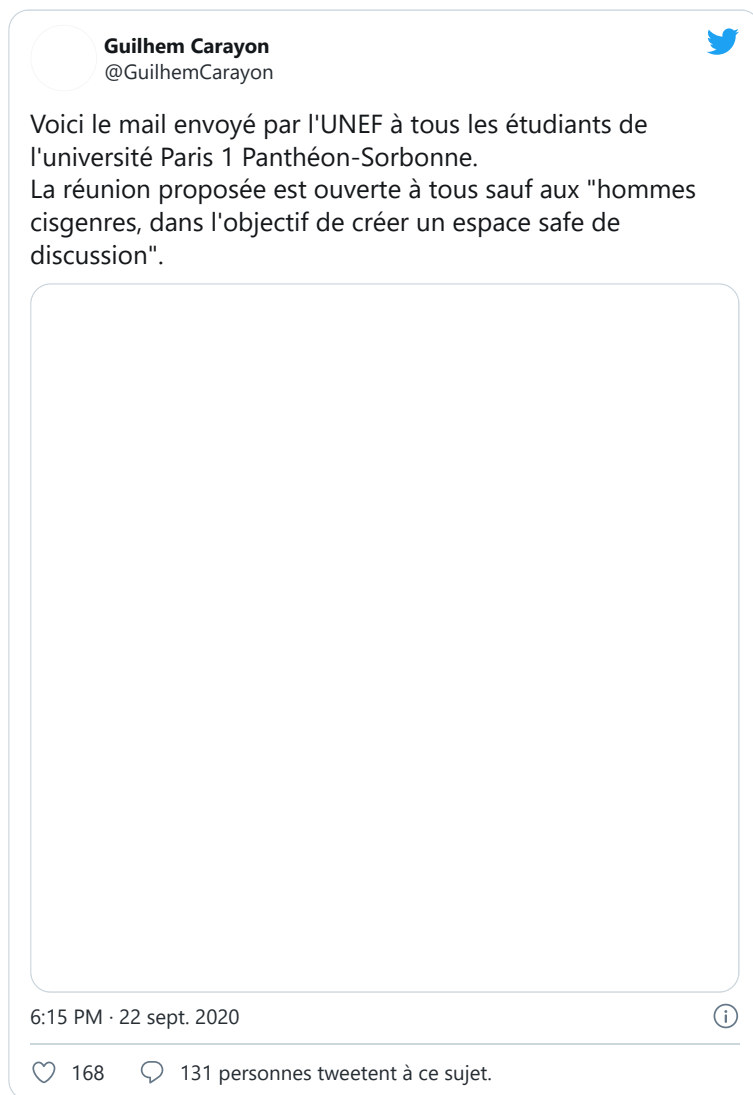 Guilhem Carayon
@GuilhemCarayon
Voici le mail envoyé par l'UNEF à tous les étudiants de
l'université Paris 1 Panthéon-Sorbonne.
La réunion proposée est ouverte à tous sauf aux "hommes
cisgenres, dans l'objectif de créer un espace safe de
discussion".
6:15 PM · 22 sept. 2020
168 131 personnes tweetent à ce sujet.